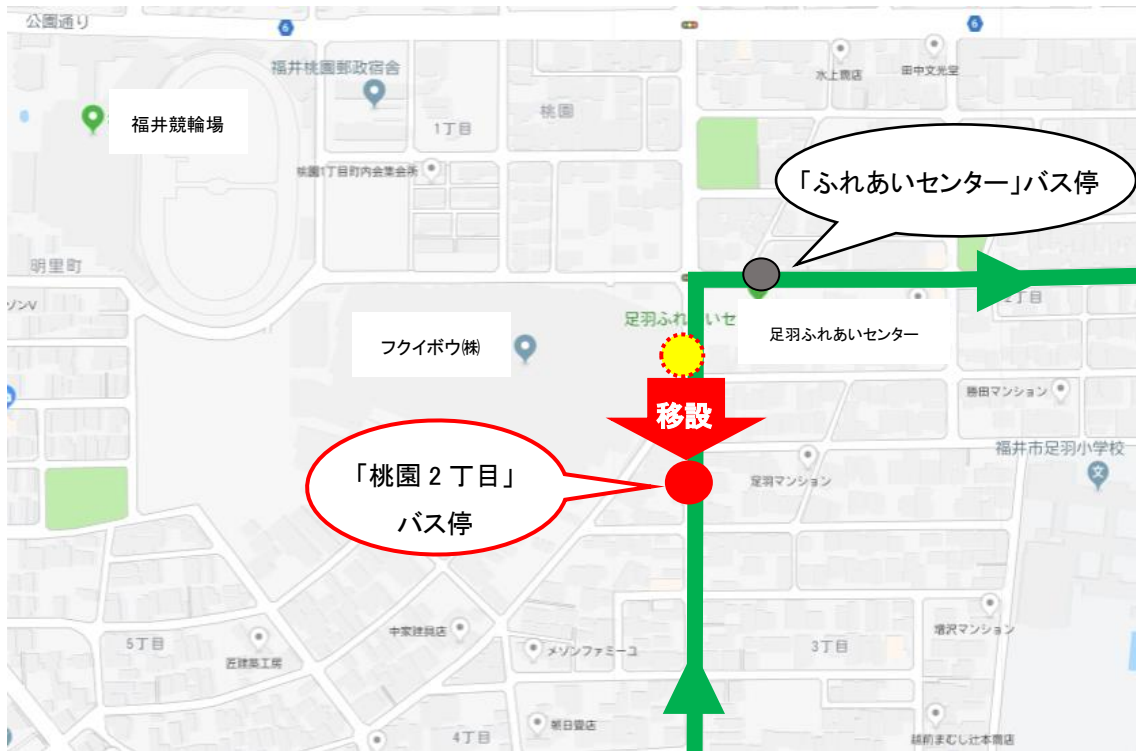 公園通り
6
6
福井桃園郵政宿舎
水上商店
田中文光堂
福井競輪場
1丁目
桃園
桃園1丁目町内会集会所
「ふれあいセンター」バス停
明里町
ゾンV
2丁目
足羽ふれ
いセ
足羽ふれあいセンター
フクイボウ㈱
移設
勝田マンション
福井市足羽小学校
文
足羽マンション
「桃園2丁目」
バス停
増沢マンション
中家建具店
5丁目
匠建築工房
メゾンファミーユ
3丁目
朝日畳店
4丁目
越前まむし辻本商店